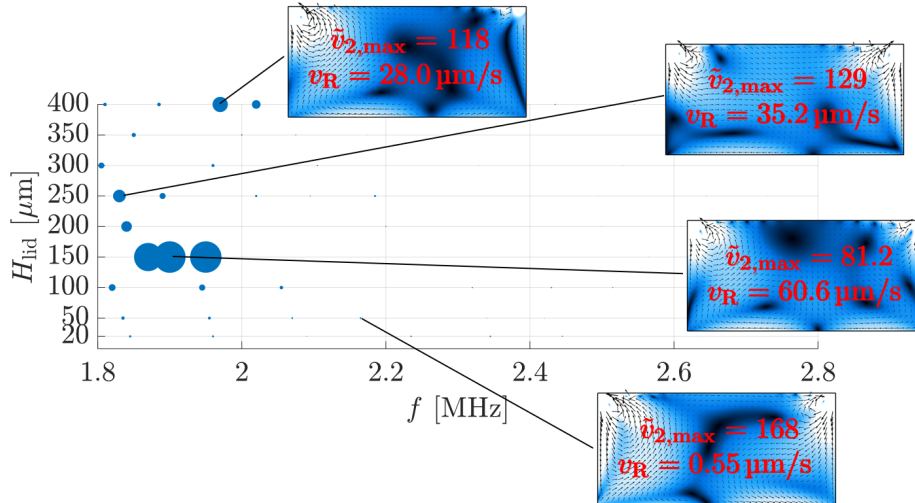 ṽ2,max = 118
vR = 28.0 µm/s
ṽ2,max = 129
vR = 35.2 µm/s
ṽ2,max = 81.2
vR = 60.6 µm/s
ṽ2,max = 168
vR = 0.55 µm/s
Hlid [µm]
400
350
300
250
200
150
100
50
20
1.8 2 2.2 2.4 2.6 2.8
f [MHz]